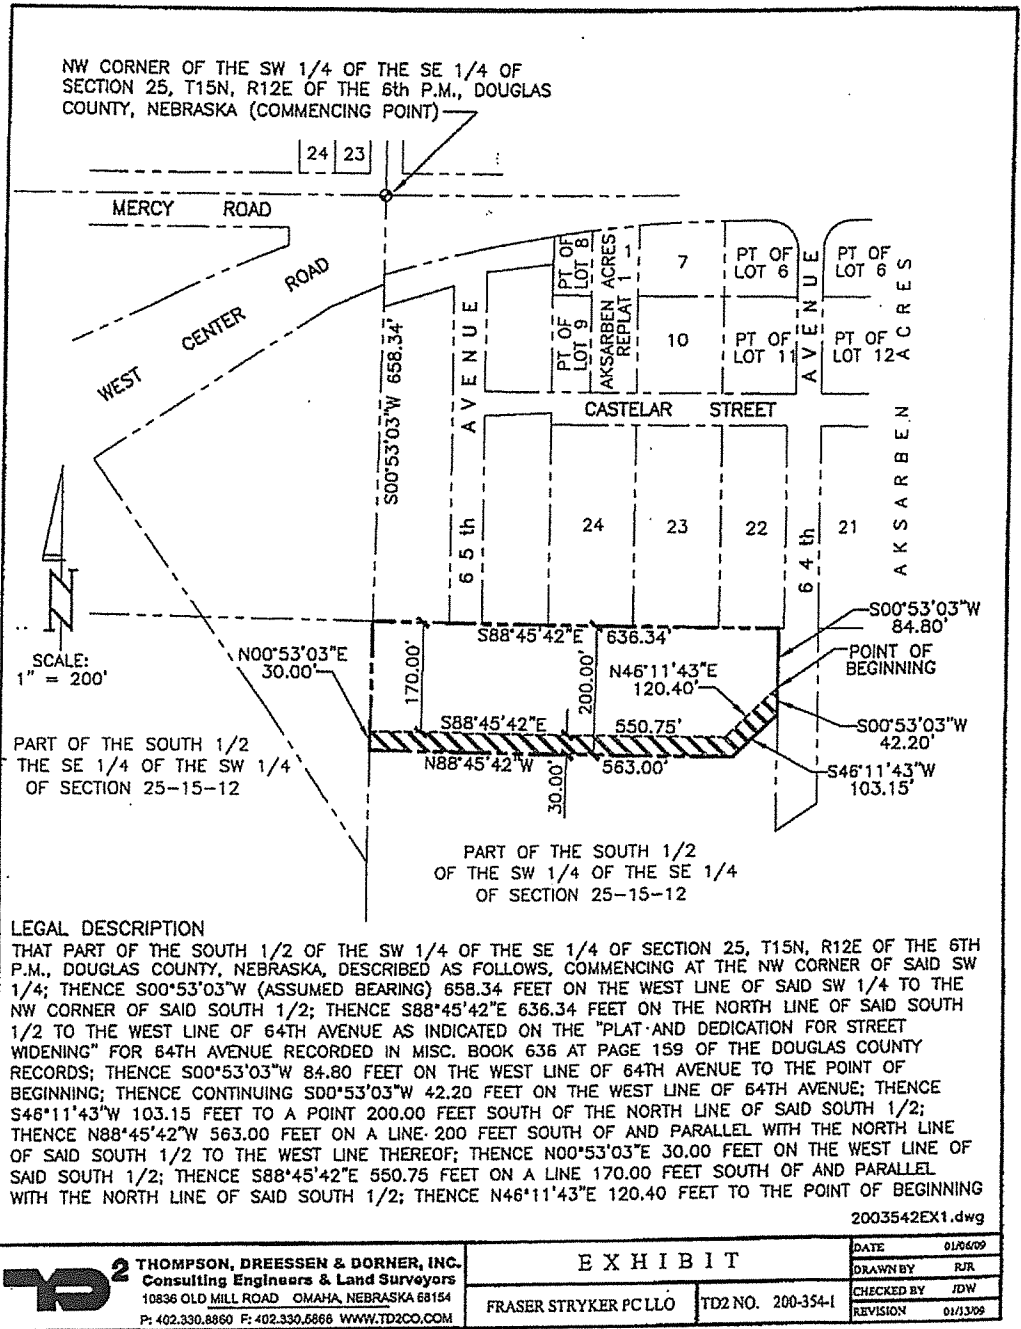 NW CORNER OF THE SW 1/4 OF THE SE 1/4 OF
SECTION 25, T15N, R12E OF THE 6th P.M., DOUGLAS
COUNTY, NEBRASKA (COMMENCING POINT)
24 23
MERCY ROAD
WEST CENTER ROAD
S00°53'03"W 658.34'
65th AVENUE
PT OF
LOT 8
PT OF
LOT 9
AKSARBEN ACRES
REPLAT 1
1
7
10
PT OF
LOT 6
PT OF
LOT 11
64th AVENUE
PT OF
LOT 6
PT OF
LOT 12
AKSARBEN ACRES
CASTELAR STREET
24
23
22
21
SCALE:
1" = 200'
N00°53'03"E
30.00'
S88°45'42"E 636.34'
170.00'
200.00'
N46°11'43"E
120.40'
S00°53'03"W
84.80'
POINT OF
BEGINNING
S00°53'03"W
42.20'
S46°11'43"W
103.15'
S88°45'42"E 550.75'
N88°45'42"W 563.00'
30.00'
PART OF THE SOUTH 1/2
THE SE 1/4 OF THE SW 1/4
OF SECTION 25-15-12
PART OF THE SOUTH 1/2
OF THE SW 1/4 OF THE SE 1/4
OF SECTION 25-15-12
LEGAL DESCRIPTION
THAT PART OF THE SOUTH 1/2 OF THE SW 1/4 OF THE SE 1/4 OF SECTION 25, T15N, R12E OF THE 6TH
P.M., DOUGLAS COUNTY, NEBRASKA, DESCRIBED AS FOLLOWS, COMMENCING AT THE NW CORNER OF SAID SW
1/4; THENCE S00°53'03"W (ASSUMED BEARING) 658.34 FEET ON THE WEST LINE OF SAID SW 1/4 TO THE
NW CORNER OF SAID SOUTH 1/2; THENCE S88°45'42"E 636.34 FEET ON THE NORTH LINE OF SAID SOUTH
1/2 TO THE WEST LINE OF 64TH AVENUE AS INDICATED ON THE "PLAT AND DEDICATION FOR STREET
WIDENING" FOR 64TH AVENUE RECORDED IN MISC. BOOK 636 AT PAGE 159 OF THE DOUGLAS COUNTY
RECORDS; THENCE S00°53'03"W 84.80 FEET ON THE WEST LINE OF 64TH AVENUE TO THE POINT OF
BEGINNING; THENCE CONTINUING S00°53'03"W 42.20 FEET ON THE WEST LINE OF 64TH AVENUE; THENCE
S46°11'43"W 103.15 FEET TO A POINT 200.00 FEET SOUTH OF THE NORTH LINE OF SAID SOUTH 1/2;
THENCE N88°45'42"W 563.00 FEET ON A LINE 200 FEET SOUTH OF AND PARALLEL WITH THE NORTH LINE
OF SAID SOUTH 1/2 TO THE WEST LINE THEREOF; THENCE N00°53'03"E 30.00 FEET ON THE WEST LINE OF
SAID SOUTH 1/2; THENCE S88°45'42"E 550.75 FEET ON A LINE 170.00 FEET SOUTH OF AND PARALLEL
WITH THE NORTH LINE OF SAID SOUTH 1/2; THENCE N46°11'43"E 120.40 FEET TO THE POINT OF BEGINNING
2003542EX1.dwg
TD2
THOMPSON, DREESSEN & DORNER, INC.
Consulting Engineers & Land Surveyors
10836 OLD MILL ROAD OMAHA, NEBRASKA 68154
P: 402.330.8860 F: 402.330.5866 WWW.TD2CO.COM
EXHIBIT
FRASER STRYKER PC LLO
TD2 NO. 200-354-1
DATE 01/06/09
DRAWN BY RJR
CHECKED BY JDW
REVISION 01/13/09